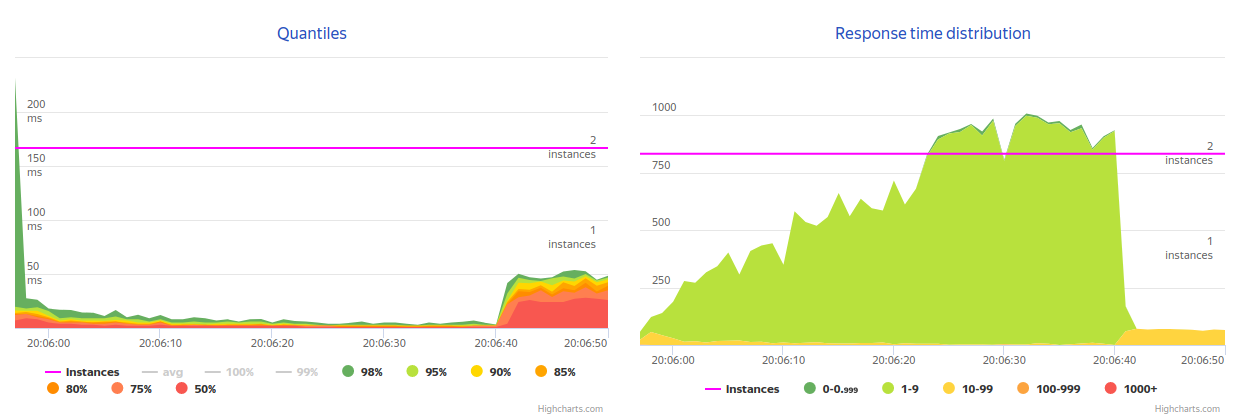 Quantiles
200
ms
2
instances
150
ms
100
ms
1
instances
50
ms
20:06:00 20:06:10 20:06:20 20:06:30 20:06:40 20:06:50
Instances avg 100% 99% 98% 95% 90% 85%
80% 75% 50%
Highcharts.com
Response time distribution
1000
2
instances
750
500
1
instances
250
20:06:00 20:06:10 20:06:20 20:06:30 20:06:40 20:06:50
Instances 0-0.999 1-9 10-99 100-999 1000+
Highcharts.com